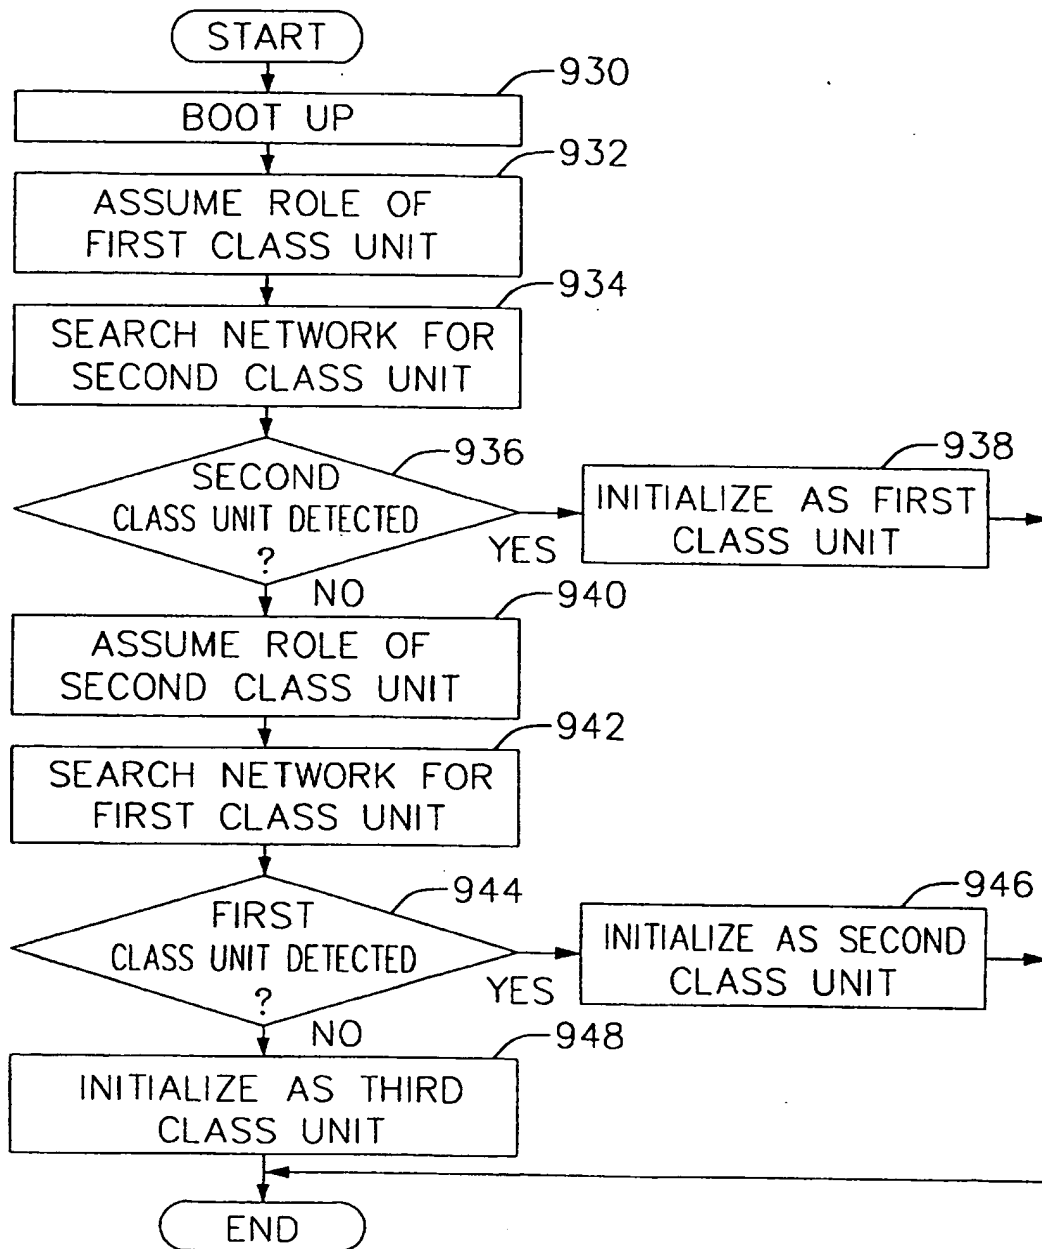 START
930
BOOT UP
932
ASSUME ROLE OF
FIRST CLASS UNIT
934
SEARCH NETWORK FOR
SECOND CLASS UNIT
936
SECOND
CLASS UNIT DETECTED
?
YES
NO
938
INITIALIZE AS FIRST
CLASS UNIT
940
ASSUME ROLE OF
SECOND CLASS UNIT
942
SEARCH NETWORK FOR
FIRST CLASS UNIT
944
FIRST
CLASS UNIT DETECTED
?
YES
NO
946
INITIALIZE AS SECOND
CLASS UNIT
948
INITIALIZE AS THIRD
CLASS UNIT
END